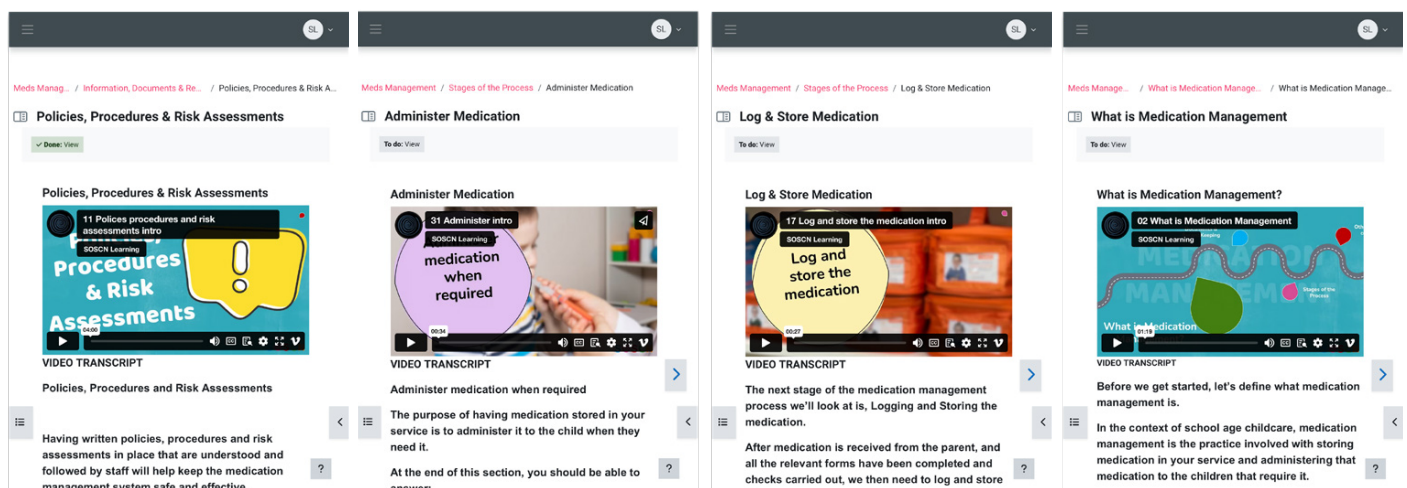 SL
Meds Manag... / Information, Documents & Re... / Policies, Procedures & Risk A...
Policies, Procedures & Risk Assessments
Done: View
Policies, Procedures & Risk Assessments
11 Polices procedures and risk
assessments intro
SOSCN Learning
Procedures
& Risk
Assessments
04:00
VIDEO TRANSCRIPT
Policies, Procedures and Risk Assessments
Having written policies, procedures and risk
assessments in place that are understood and
followed by staff will help keep the medication
management system safe and effective
?
SL
Meds Management / Stages of the Process / Administer Medication
Administer Medication
To do: View
Administer Medication
31 Administer intro
SOSCN Learning
medication
when
required
00:34
VIDEO TRANSCRIPT
Administer medication when required
The purpose of having medication stored in your
service is to administer it to the child when they
need it.
At the end of this section, you should be able to
answer:
?
SL
Meds Management / Stages of the Process / Log & Store Medication
Log & Store Medication
To do: View
Log & Store Medication
17 Log and store the medication intro
SOSCN Learning
Log and
store the
medication
00:27
VIDEO TRANSCRIPT
The next stage of the medication management
process we'll look at is, Logging and Storing the
medication.
After medication is received from the parent, and
all the relevant forms have been completed and
checks carried out, we then need to log and store
?
SL
Meds Manage... / What is Medication Manage... / What is Medication Manage...
What is Medication Management
To do: View
What is Medication Management?
02 What is Medication Management
SOSCN Learning
Stages of the
Process
What is Medication
01:19
VIDEO TRANSCRIPT
Before we get started, let's define what medication
management is.
In the context of school age childcare, medication
management is the practice involved with storing
medication in your service and administering that
medication to the children that require it.
?